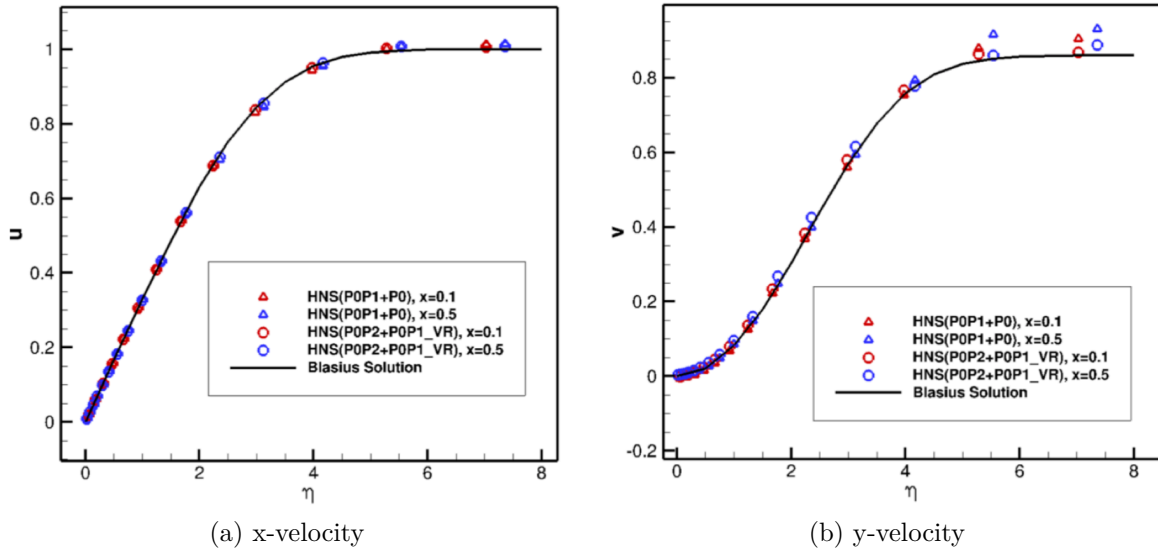 1
0.8
0.6
0.4
0.2
0
u
0 2 4 6 8
η
HNS(P0P1+P0), x=0.1
HNS(P0P1+P0), x=0.5
HNS(P0P2+P0P1_VR), x=0.1
HNS(P0P2+P0P1_VR), x=0.5
Blasius Solution
(a) x-velocity
0.8
0.6
0.4
0.2
0
-0.2
v
0 2 4 6 8
η
HNS(P0P1+P0), x=0.1
HNS(P0P1+P0), x=0.5
HNS(P0P2+P0P1_VR), x=0.1
HNS(P0P2+P0P1_VR), x=0.5
Blasius Solution
(b) y-velocity